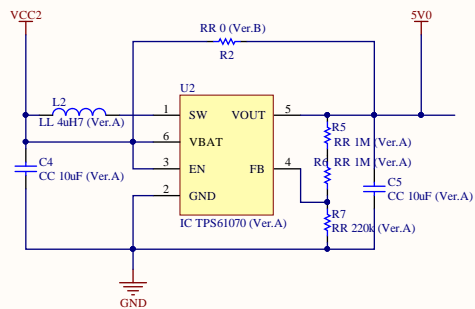 VCC2
RR 0 (Ver.B)
5V0
R2
L2
U2
LL 4uH7 (Ver.A)
1
SW
VOUT
5
6
VBAT
R5
RR 1M (Ver.A)
C4
CC 10uF (Ver.A)
3
EN
FB
4
R6
RR 1M (Ver.A)
2
GND
C5
CC 10uF (Ver.A)
R7
RR 220k (Ver.A)
IC TPS61070 (Ver.A)
GND